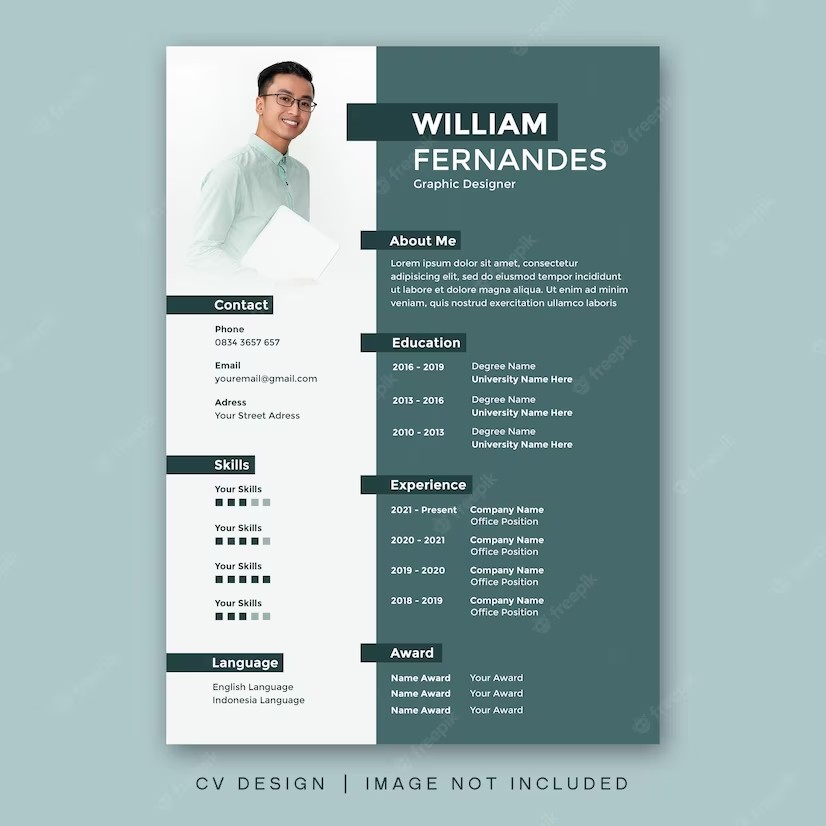 WILLIAM
FERNANDES
Graphic Designer
About Me
Lorem ipsum dolor sit amet, consectetur
adipisicing elit, sed do eiusmod tempor incididunt
ut labore et dolore magna aliqua. Ut enim ad minim
veniam, quis nostrud exercitation ullamco laboris
Contact
Phone
0834 3657 657
Email
youremail@gmail.com
Adress
Your Street Adress
Skills
Your Skills
Your Skills
Your Skills
Your Skills
Language
English Language
Indonesia Language
Education
2016 - 2019 Degree Name
University Name Here
2013 - 2016 Degree Name
University Name Here
2010 - 2013 Degree Name
University Name Here
Experience
2021 - Present Company Name
Office Position
2020 - 2021 Company Name
Office Position
2019 - 2020 Company Name
Office Position
2018 - 2019 Company Name
Office Position
Award
Name Award Your Award
Name Award Your Award
Name Award Your Award
CV DESIGN | IMAGE NOT INCLUDED
freepik